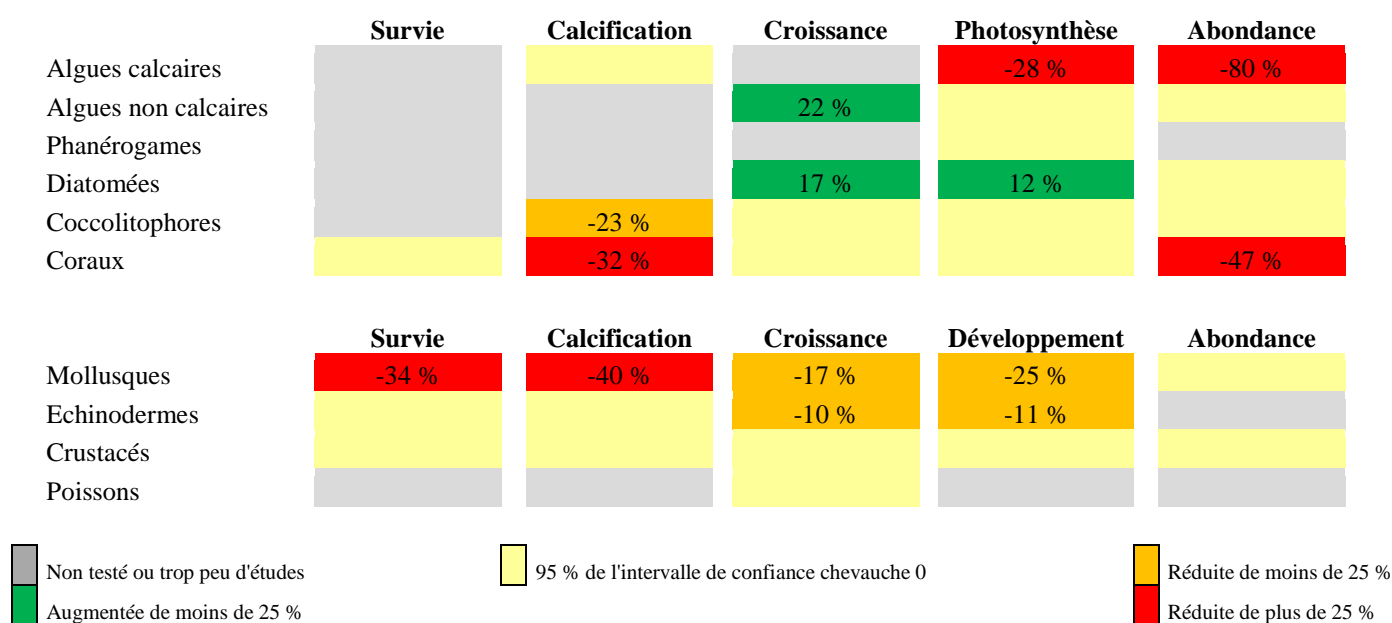 Survie Calcification Croissance Photosynthèse Abondance
Algues calcaires -28 % -80 %
Algues non calcaires 22 %
Phanérogames
Diatomées 17 % 12 %
Coccolitophores -23 %
Coraux -32 % -47 %
Survie Calcification Croissance Développement Abondance
Mollusques -34 % -40 % -17 % -25 %
Echinodermes -10 % -11 %
Crustacés
Poissons
Non testé ou trop peu d'études 95 % de l'intervalle de confiance chevauche 0 Réduite de moins de 25 %
Augmentée de moins de 25 % Réduite de plus de 25 %